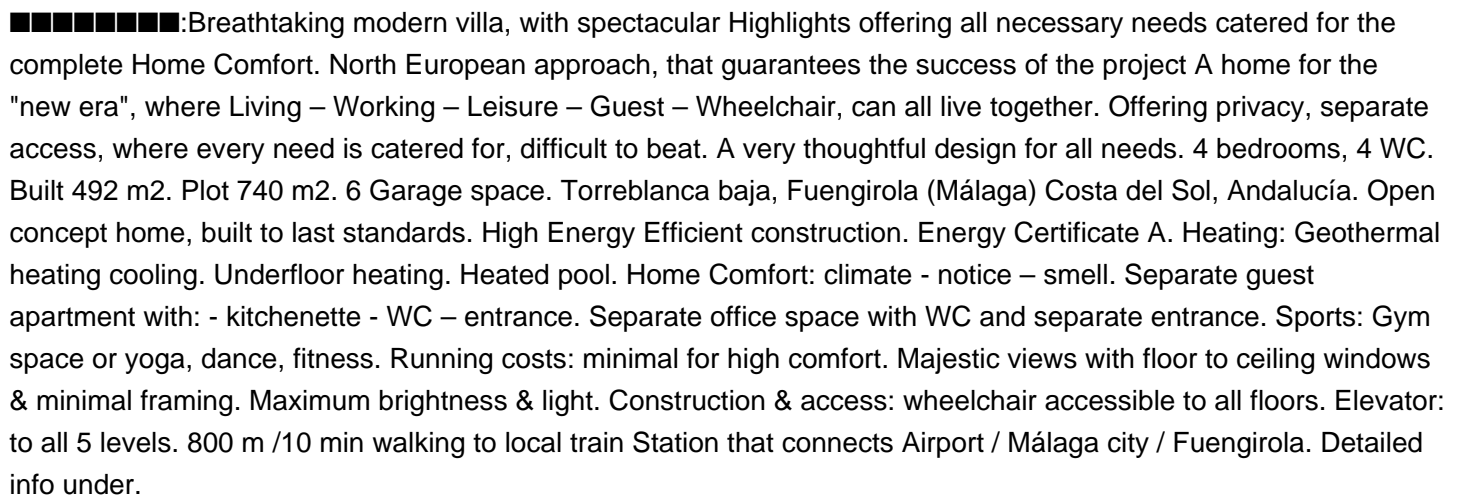 ■■■■■■■■:Breathtaking modern villa, with spectacular Highlights offering all necessary needs catered for the
complete Home Comfort. North European approach, that guarantees the success of the project A home for the
"new era", where Living – Working – Leisure – Guest – Wheelchair, can all live together. Offering privacy, separate
access, where every need is catered for, difficult to beat. A very thoughtful design for all needs. 4 bedrooms, 4 WC.
Built 492 m2. Plot 740 m2. 6 Garage space. Torreblanca baja, Fuengirola (Málaga) Costa del Sol, Andalucía. Open
concept home, built to last standards. High Energy Efficient construction. Energy Certificate A. Heating: Geothermal
heating cooling. Underfloor heating. Heated pool. Home Comfort: climate - notice – smell. Separate guest
apartment with: - kitchenette - WC – entrance. Separate office space with WC and separate entrance. Sports: Gym
space or yoga, dance, fitness. Running costs: minimal for high comfort. Majestic views with floor to ceiling windows
& minimal framing. Maximum brightness & light. Construction & access: wheelchair accessible to all floors. Elevator:
to all 5 levels. 800 m /10 min walking to local train Station that connects Airport / Málaga city / Fuengirola. Detailed
info under.